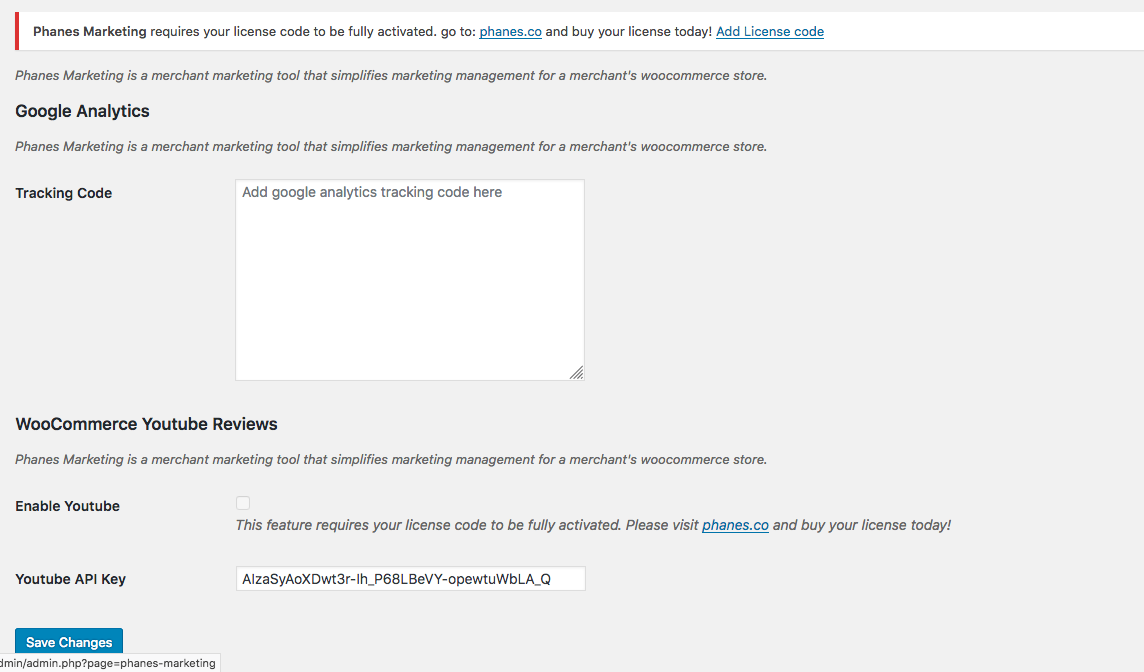 Phanes Marketing requires your license code to be fully activated. go to: phanes.co and buy your license today! Add License code
Phanes Marketing is a merchant marketing tool that simplifies marketing management for a merchant's woocommerce store.
Google Analytics
Phanes Marketing is a merchant marketing tool that simplifies marketing management for a merchant's woocommerce store.
Tracking Code
Add google analytics tracking code here
WooCommerce Youtube Reviews
Phanes Marketing is a merchant marketing tool that simplifies marketing management for a merchant's woocommerce store.
Enable Youtube
This feature requires your license code to be fully activated. Please visit phanes.co and buy your license today!
Youtube API Key
AIzaSyAoXDwt3r-Ih_P68LBeVY-opewtuWbLA_Q
Save Changes
dmin/admin.php?page=phanes-marketing